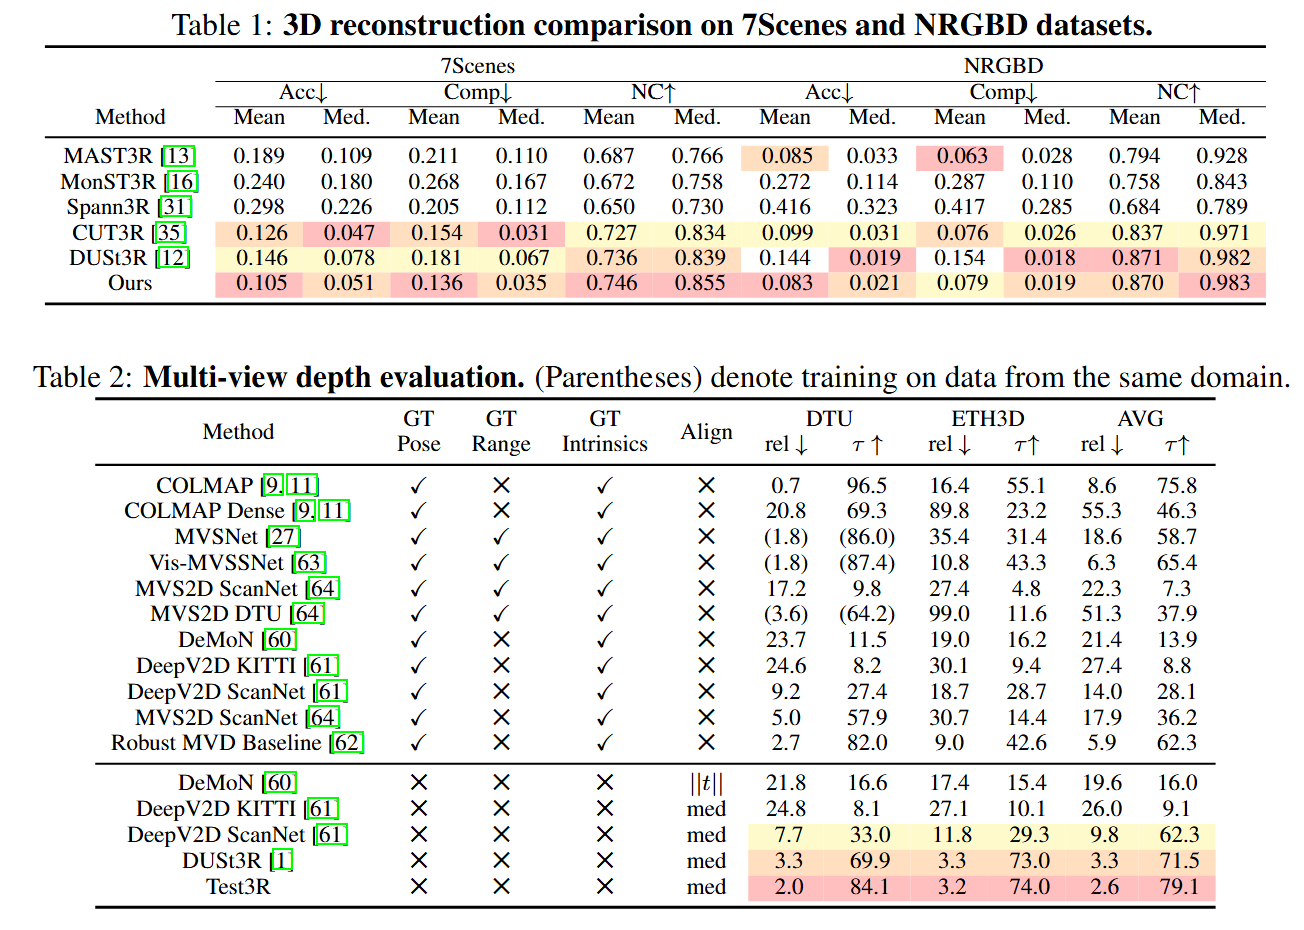 Table 1: 3D reconstruction comparison on 7Scenes and NRGBD datasets.
7Scenes NRGBD
Acc↓ Comp↓ NC↑ Acc↓ Comp↓ NC↑
Method Mean Med. Mean Med. Mean Med. Mean Med. Mean Med. Mean Med.
MAST3R [13] 0.189 0.109 0.211 0.110 0.687 0.766 0.085 0.033 0.063 0.028 0.794 0.928
MonST3R [16] 0.240 0.180 0.268 0.167 0.672 0.758 0.272 0.114 0.287 0.110 0.758 0.843
Spann3R [31] 0.298 0.226 0.205 0.112 0.650 0.730 0.416 0.323 0.417 0.285 0.684 0.789
CUT3R [35] 0.126 0.047 0.154 0.031 0.727 0.834 0.099 0.031 0.076 0.026 0.837 0.971
DUSt3R [12] 0.146 0.078 0.181 0.067 0.736 0.839 0.144 0.019 0.154 0.018 0.871 0.982
Ours 0.105 0.051 0.136 0.035 0.746 0.855 0.083 0.021 0.079 0.019 0.870 0.983
Table 2: Multi-view depth evaluation. (Parentheses) denote training on data from the same domain.
Method GT Pose GT Range GT Intrinsics Align DTU ETH3D AVG
rel ↓ τ ↑ rel ↓ τ↑ rel ↓ τ↑
COLMAP [9, 11] ✓ ✕ ✓ ✕ 0.7 96.5 16.4 55.1 8.6 75.8
COLMAP Dense [9, 11] ✓ ✕ ✓ ✕ 20.8 69.3 89.8 23.2 55.3 46.3
MVSNet [27] ✓ ✓ ✓ ✕ (1.8) (86.0) 35.4 31.4 18.6 58.7
Vis-MVSSNet [63] ✓ ✓ ✓ ✕ (1.8) (87.4) 10.8 43.3 6.3 65.4
MVS2D ScanNet [64] ✓ ✓ ✓ ✕ 17.2 9.8 27.4 4.8 22.3 7.3
MVS2D DTU [64] ✓ ✓ ✓ ✕ (3.6) (64.2) 99.0 11.6 51.3 37.9
DeMoN [60] ✓ ✕ ✓ ✕ 23.7 11.5 19.0 16.2 21.4 13.9
DeepV2D KITTI [61] ✓ ✕ ✓ ✕ 24.6 8.2 30.1 9.4 27.4 8.8
DeepV2D ScanNet [61] ✓ ✕ ✓ ✕ 9.2 27.4 18.7 28.7 14.0 28.1
MVS2D ScanNet [64] ✓ ✕ ✓ ✕ 5.0 57.9 30.7 14.4 17.9 36.2
Robust MVD Baseline [62] ✓ ✕ ✓ ✕ 2.7 82.0 9.0 42.6 5.9 62.3
DeMoN [60] ✕ ✕ ✕ ||t|| 21.8 16.6 17.4 15.4 19.6 16.0
DeepV2D KITTI [61] ✕ ✕ ✕ med 24.8 8.1 27.1 10.1 26.0 9.1
DeepV2D ScanNet [61] ✕ ✕ ✕ med 7.7 33.0 11.8 29.3 9.8 62.3
DUSt3R [1] ✕ ✕ ✕ med 3.3 69.9 3.3 73.0 3.3 71.5
Test3R ✕ ✕ ✕ med 2.0 84.1 3.2 74.0 2.6 79.1